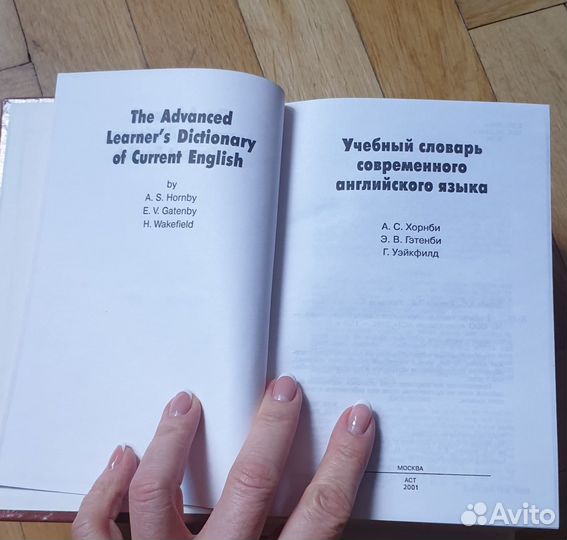 The Advanced
Learner's Dictionary
of Current English
by
A. S. Hornby
E. V. Gatenby
H. Wakefield
Учебный словарь
современного
английского языка
А. С. Хорнби
Э. В. Гэтенби
Г. Уэйкфилд
МОСКВА
АСТ
2001
Avito